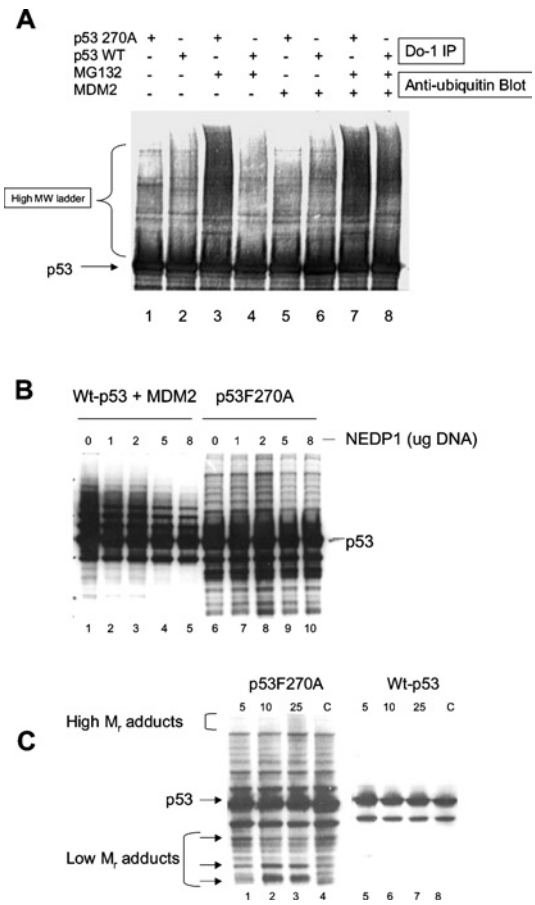 A
p53 270A + - + - + - + -
Do-1 IP
p53 WT - + - + - + - +
MG132 - - + + - - + +
Anti-ubiquitin Blot
MDM2 - - - - + + + +
High MW ladder
p53
1 2 3 4 5 6 7 8
B
Wt-p53 + MDM2 p53F270A
0 1 2 5 8 0 1 2 5 8 NEDP1 (ug DNA)
p53
1 2 3 4 5 6 7 8 9 10
C
p53F270A Wt-p53
5 10 25 C 5 10 25 C
High Mr adducts
p53
Low Mr adducts
1 2 3 4 5 6 7 8